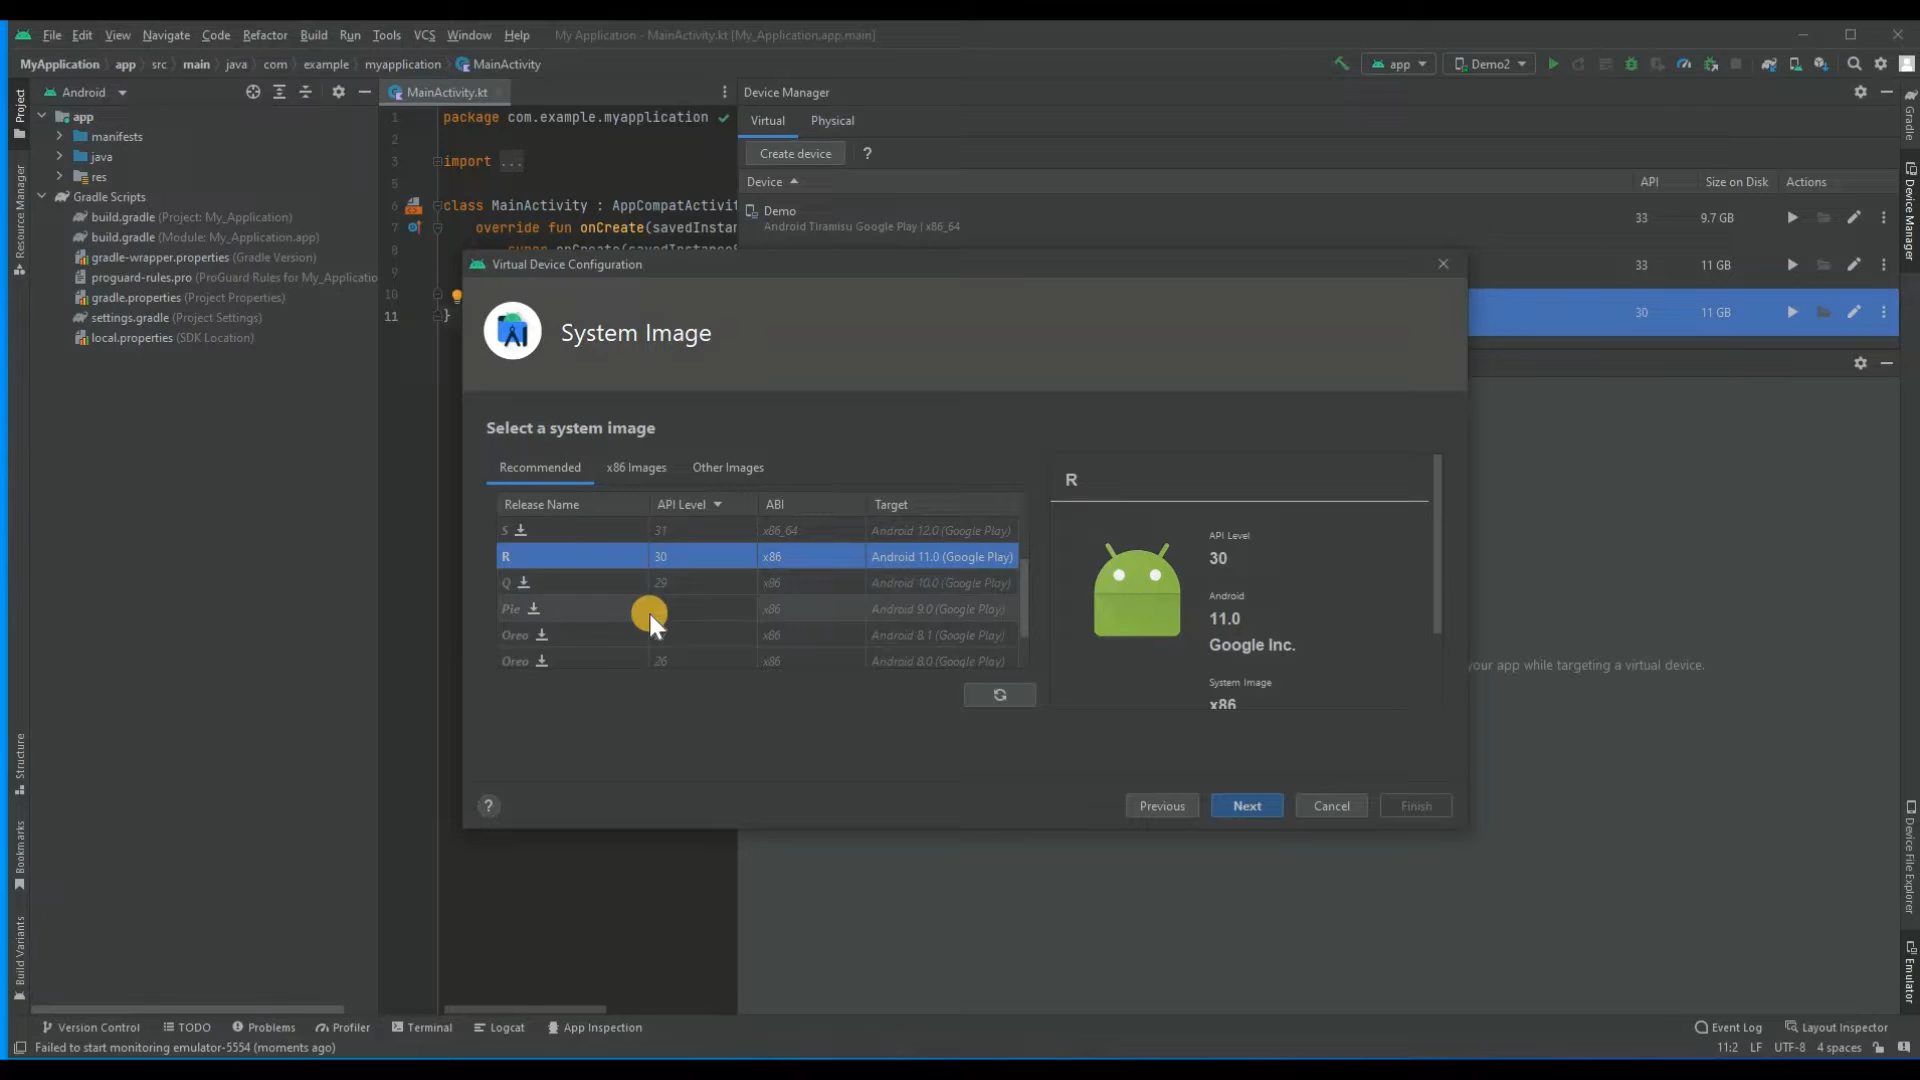 File Edit View Navigate Code Refactor Build Run Tools VCS Window Help My Application - MainActivity.kt [My_Application.app.main]
MyApplication app src main java com example myapplication MainActivity
app Demo2
Project
Android
MainActivity.kt
Device Manager
Virtual Physical
Create device ?
Device API Size on Disk Actions
Demo
Android Tiramisu Google Play | x86_64
33 9.7 GB
33 11 GB
30 11 GB
app
manifests
java
res
Gradle Scripts
build.gradle (Project: My_Application)
build.gradle (Module: My_Application.app)
gradle-wrapper.properties (Gradle Version)
proguard-rules.pro (ProGuard Rules for My_Applicatio
gradle.properties (Project Properties)
settings.gradle (Project Settings)
local.properties (SDK Location)
1 package com.example.myapplication
2
3 import ...
5
6 class MainActivity : AppCompatActivit
7 override fun onCreate(savedInstan
8 super.onCreate(savedInstanceS
9
10
11 }
Virtual Device Configuration
System Image
Select a system image
Recommended x86 Images Other Images
Release Name API Level ABI Target
S 31 x86_64 Android 12.0 (Google Play)
R 30 x86 Android 11.0 (Google Play)
Q 29 x86 Android 10.0 (Google Play)
Pie x86 Android 9.0 (Google Play)
Oreo x86 Android 8.1 (Google Play)
Oreo 26 x86 Android 8.0 (Google Play)
R
API Level
30
Android
11.0
Google Inc.
System Image
x86
? Previous Next Cancel Finish
your app while targeting a virtual device.
Resource Manager
Structure
Bookmarks
Build Variants
Gradle
Device Manager
Device File Explorer
Emulator
Version Control TODO Problems Profiler Terminal Logcat App Inspection Event Log Layout Inspector
Failed to start monitoring emulator-5554 (moments ago) 11:2 LF UTF-8 4 spaces